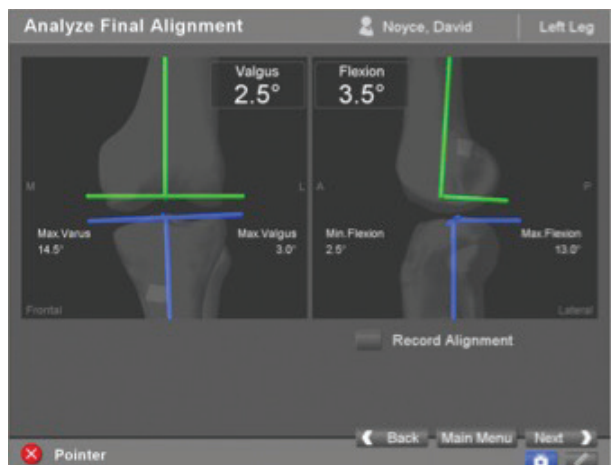 Analyze Final Alignment
Noyce, David
Left Leg
Valgus
2.5°
Flexion
3.5°
M
L
A
P
Max.Varus
14.5°
Max.Valgus
3.0°
Min.Flexion
2.5°
Max.Flexion
13.0°
Frontal
Lateral
Record Alignment
Back
Main Menu
Next
Pointer